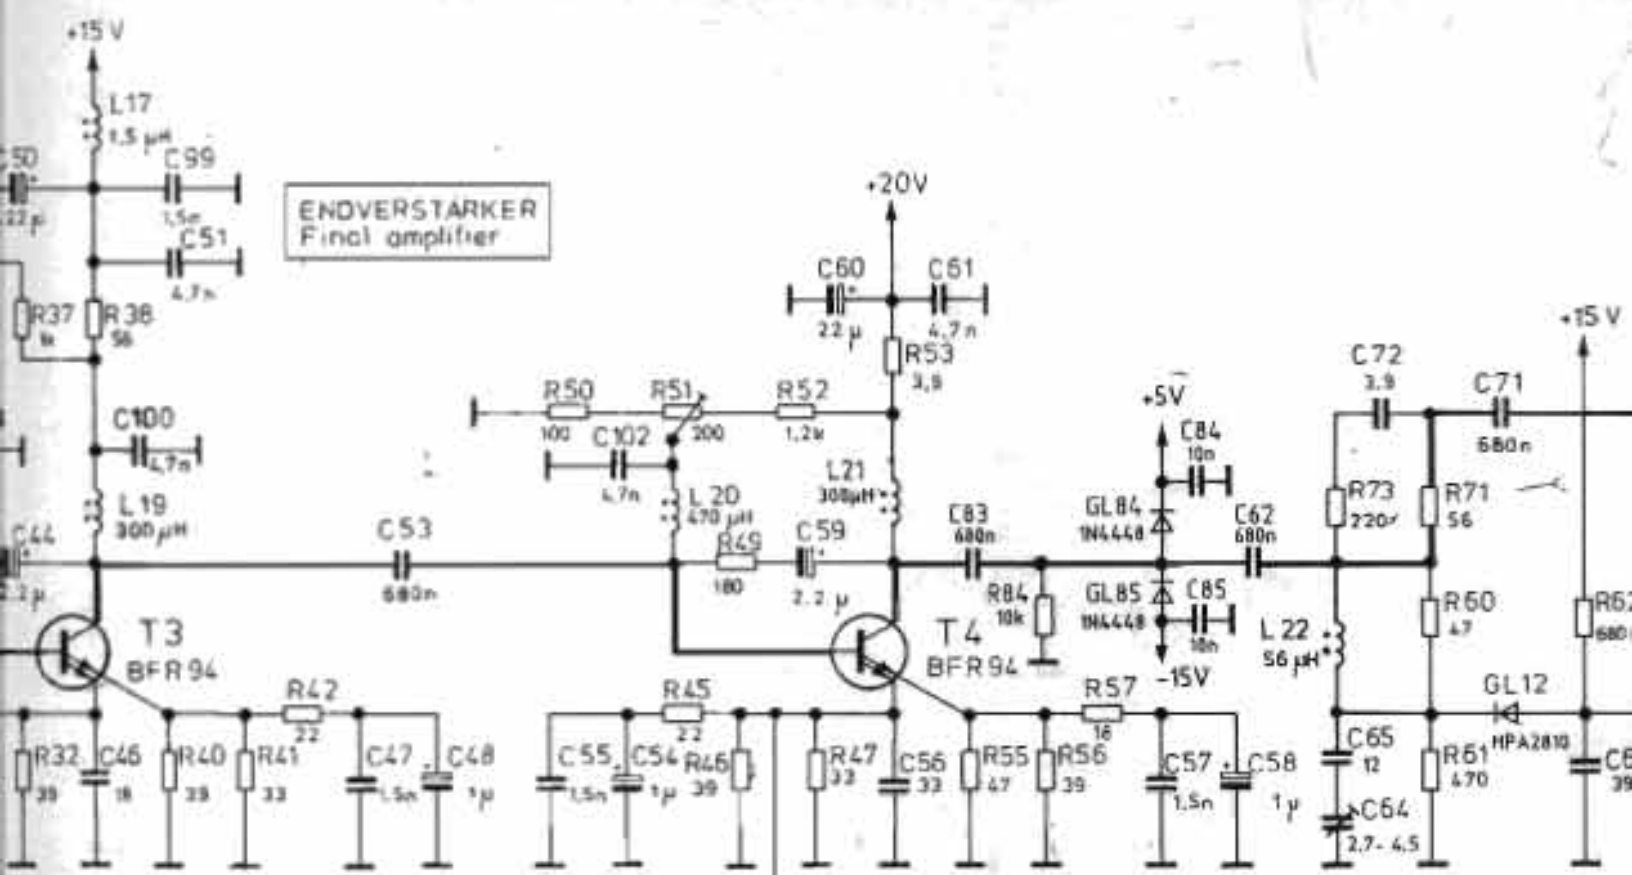 +15 V
L17
1,5 µH
C50
22 µ
C99
1,5n
C51
4,7n
ENDVERSTARKER
Final amplifier
R37
1k
R38
56
C100
4,7n
L19
300 µH
C44
2.2 µ
C53
680n
T3
BFR94
R42
22
R32
39
C46
18
R40
39
R41
33
C47
1,5n
C48
1 µ
+20V
C60
22 µ
C61
4,7n
R53
3,9
R50
100
R51
200
R52
1,2k
C102
4,7n
L20
470 µH
L21
300µH
R49
180
C59
2.2 µ
T4
BFR94
R45
22
C55
1,5n
C54
1 µ
R46
39
R47
33
C56
33
R55
47
R56
39
R57
18
C57
1,5n
C58
1 µ
C83
680n
R84
10k
+5V
C84
10n
GL84
1N4448
GL85
1N4448
C85
10n
-15V
C62
680n
C72
3.9
C71
680n
+15 V
R73
220
R71
56
R60
47
L22
56 µH
GL12
HPA2810
C65
12
C64
2,7- 4,5
R61
470
680
39